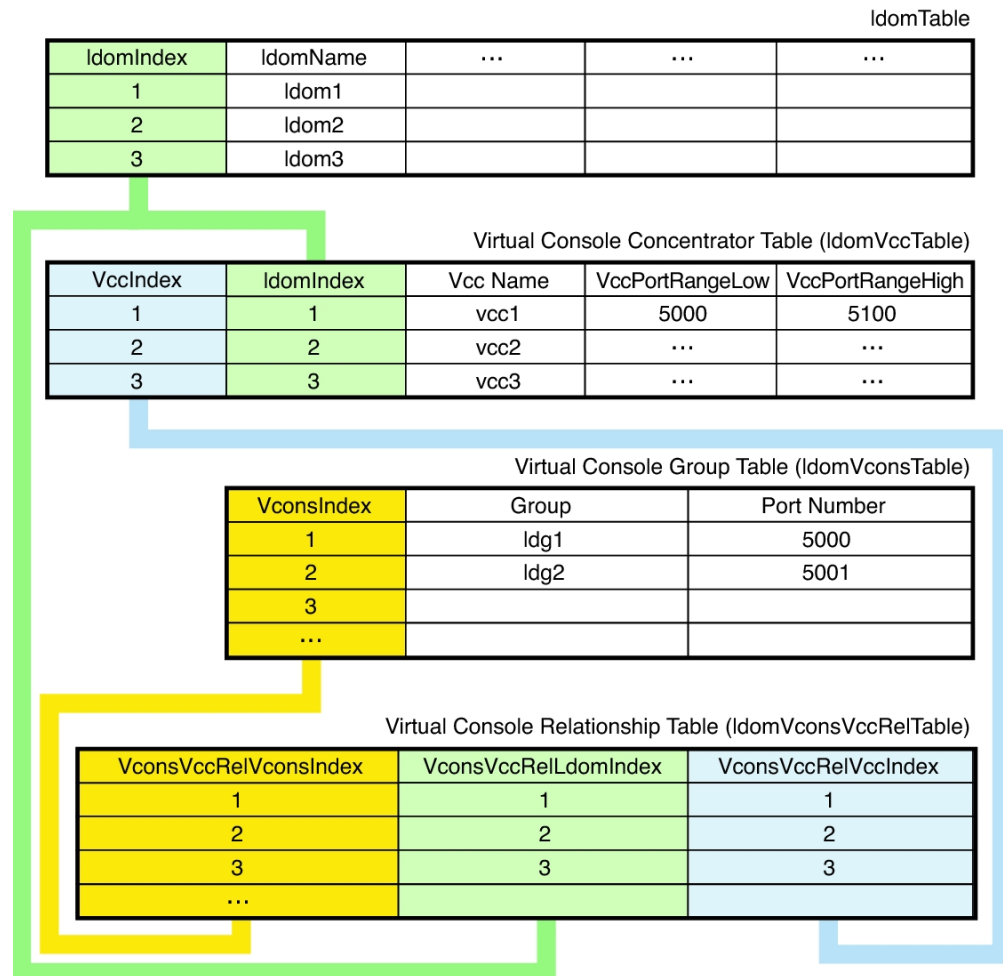 ldomTable
ldomIndex ldomName ... ... ...
1 ldom1
2 ldom2
3 ldom3
Virtual Console Concentrator Table (ldomVccTable)
VccIndex ldomIndex Vcc Name VccPortRangeLow VccPortRangeHigh
1 1 vcc1 5000 5100
2 2 vcc2 ... ...
3 3 vcc3 ... ...
Virtual Console Group Table (ldomVconsTable)
VconsIndex Group Port Number
1 ldg1 5000
2 ldg2 5001
3
...
Virtual Console Relationship Table (ldomVconsVccRelTable)
VconsVccRelVconsIndex VconsVccRelLdomIndex VconsVccRelVccIndex
1 1 1
2 2 2
3 3 3
...